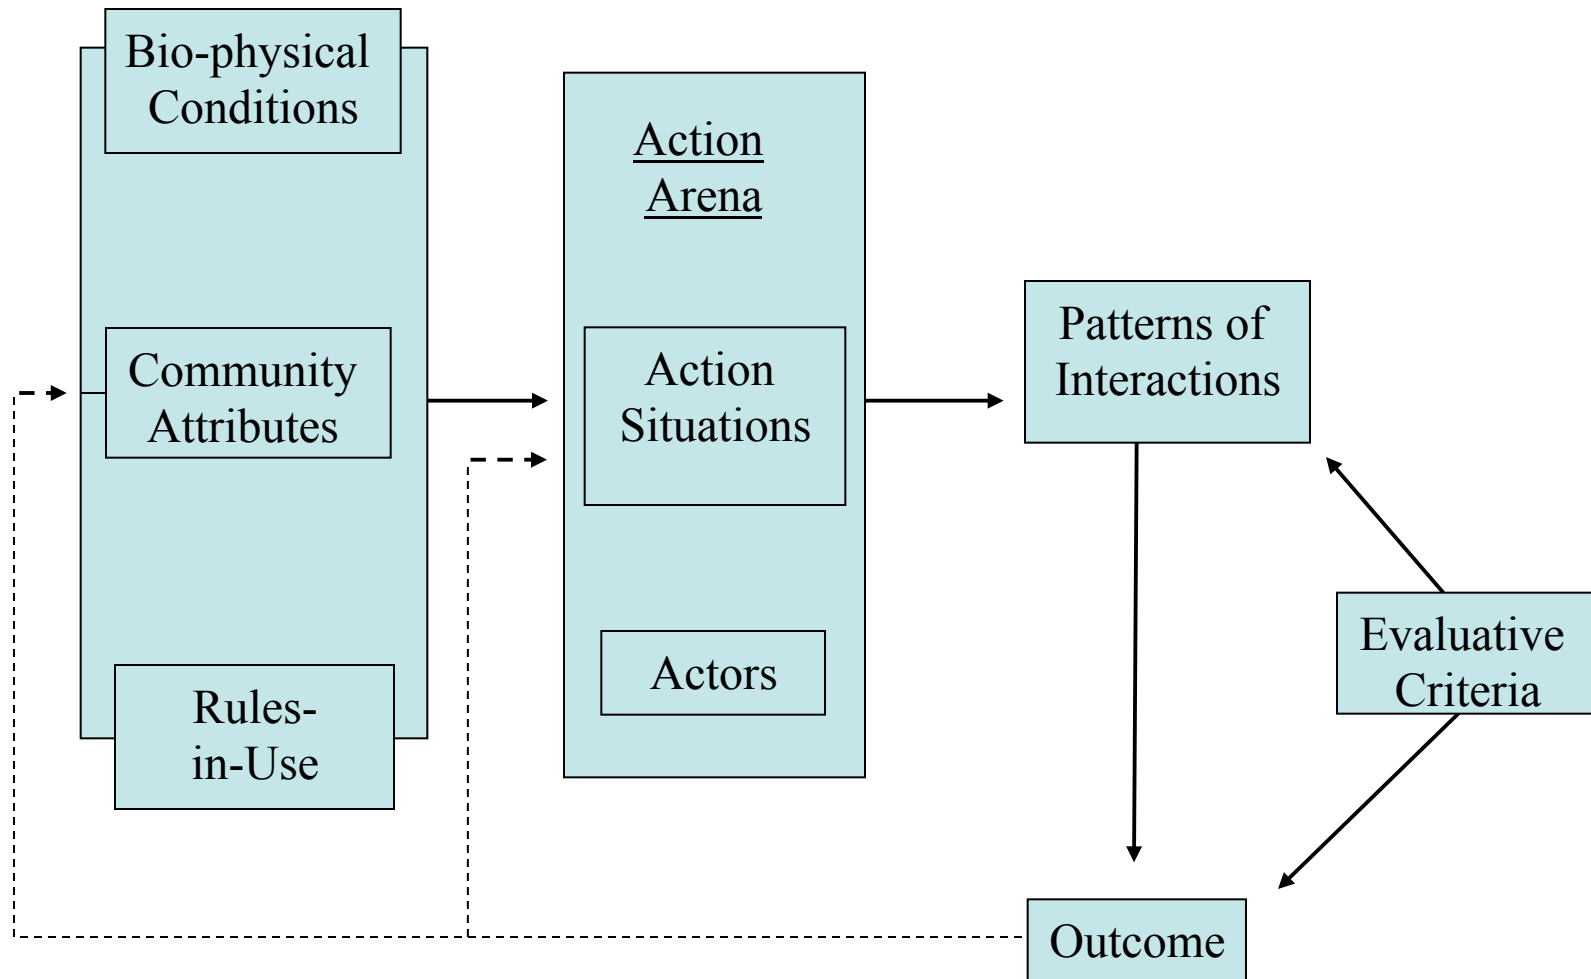 Bio-physical
Conditions
Community
Attributes
Rules-
in-Use
Action
Arena
Action
Situations
Actors
Patterns of
Interactions
Evaluative
Criteria
Outcome